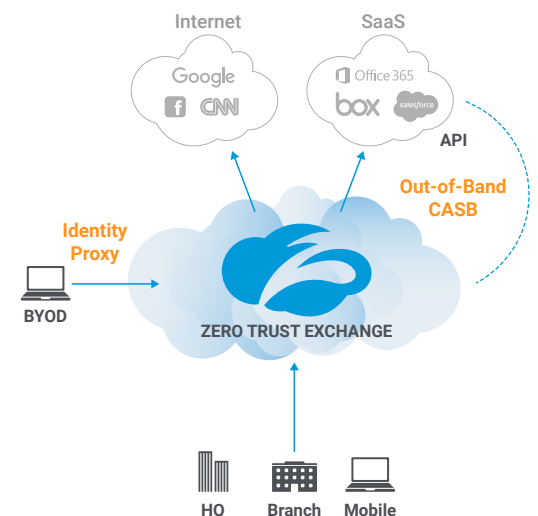 Internet
SaaS
Google
f CNN
Office 365
box salesforce
API
Out-of-Band
CASB
Identity
Proxy
BYOD
ZERO TRUST EXCHANGE
HQ Branch Mobile